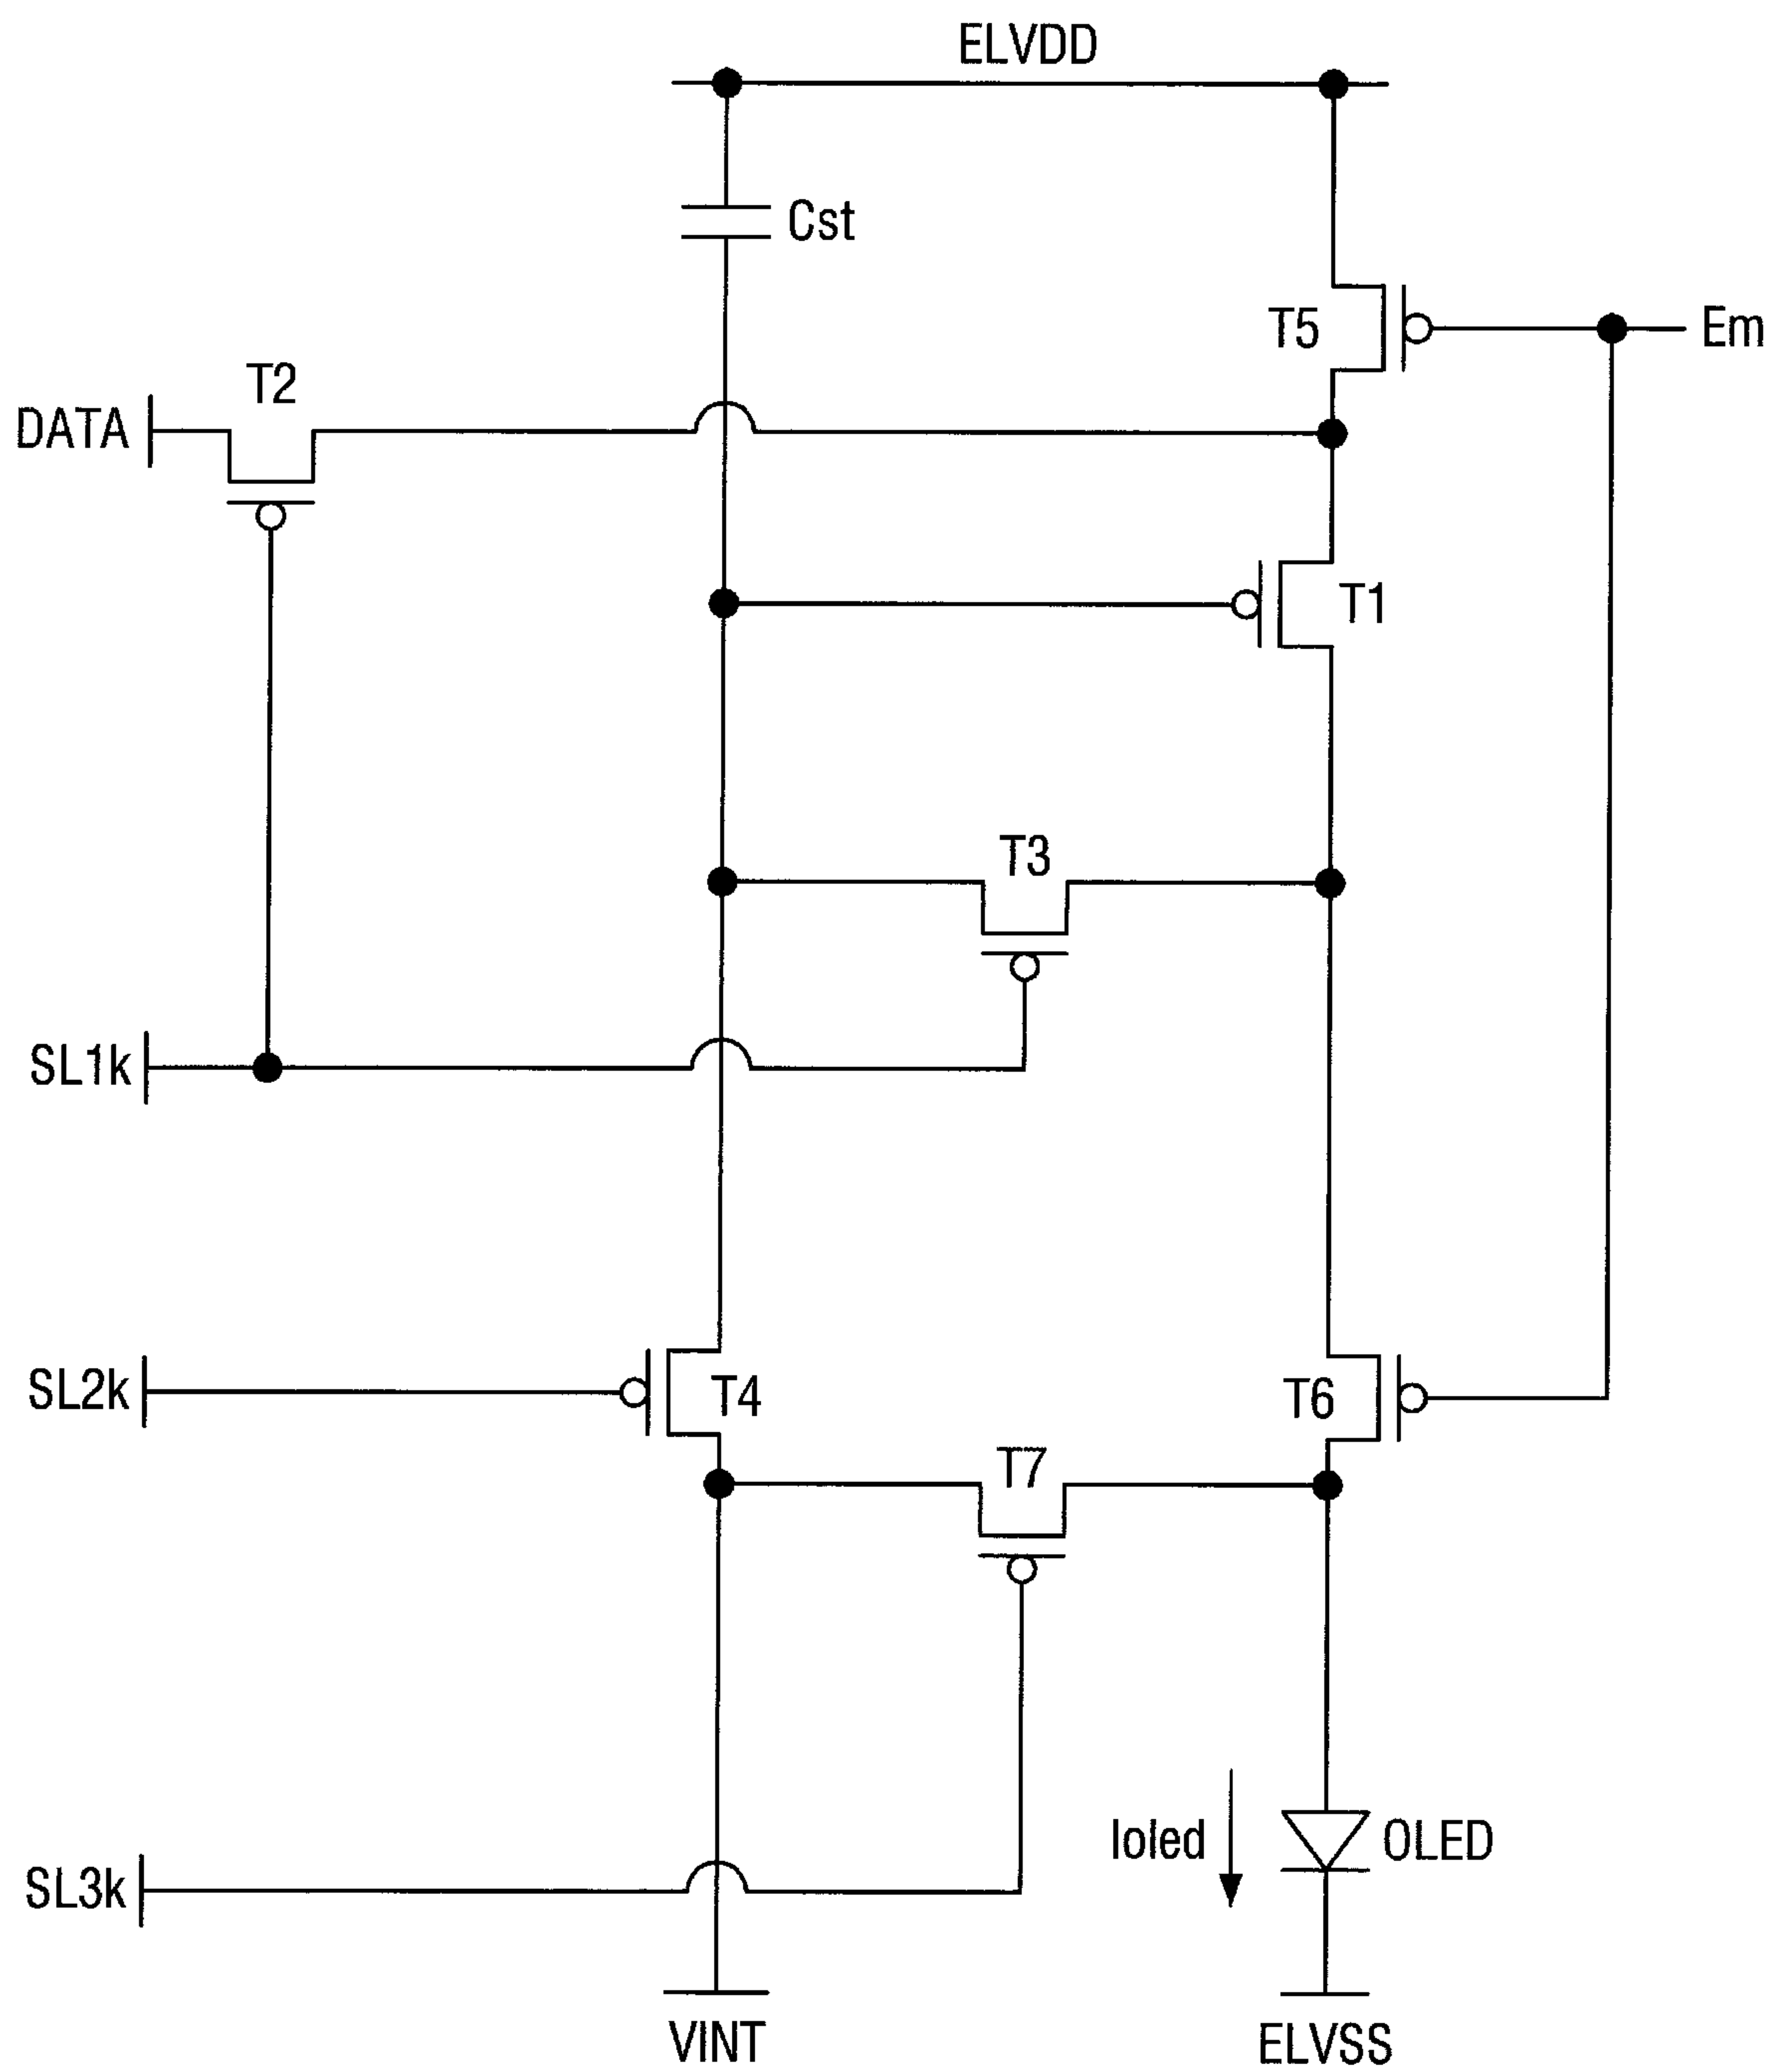 ELVDD
Cst
T5
Em
T2
DATA
T1
T3
SL1k
SL2k
T4
T6
T7
Ioled
OLED
SL3k
VINT
ELVSS